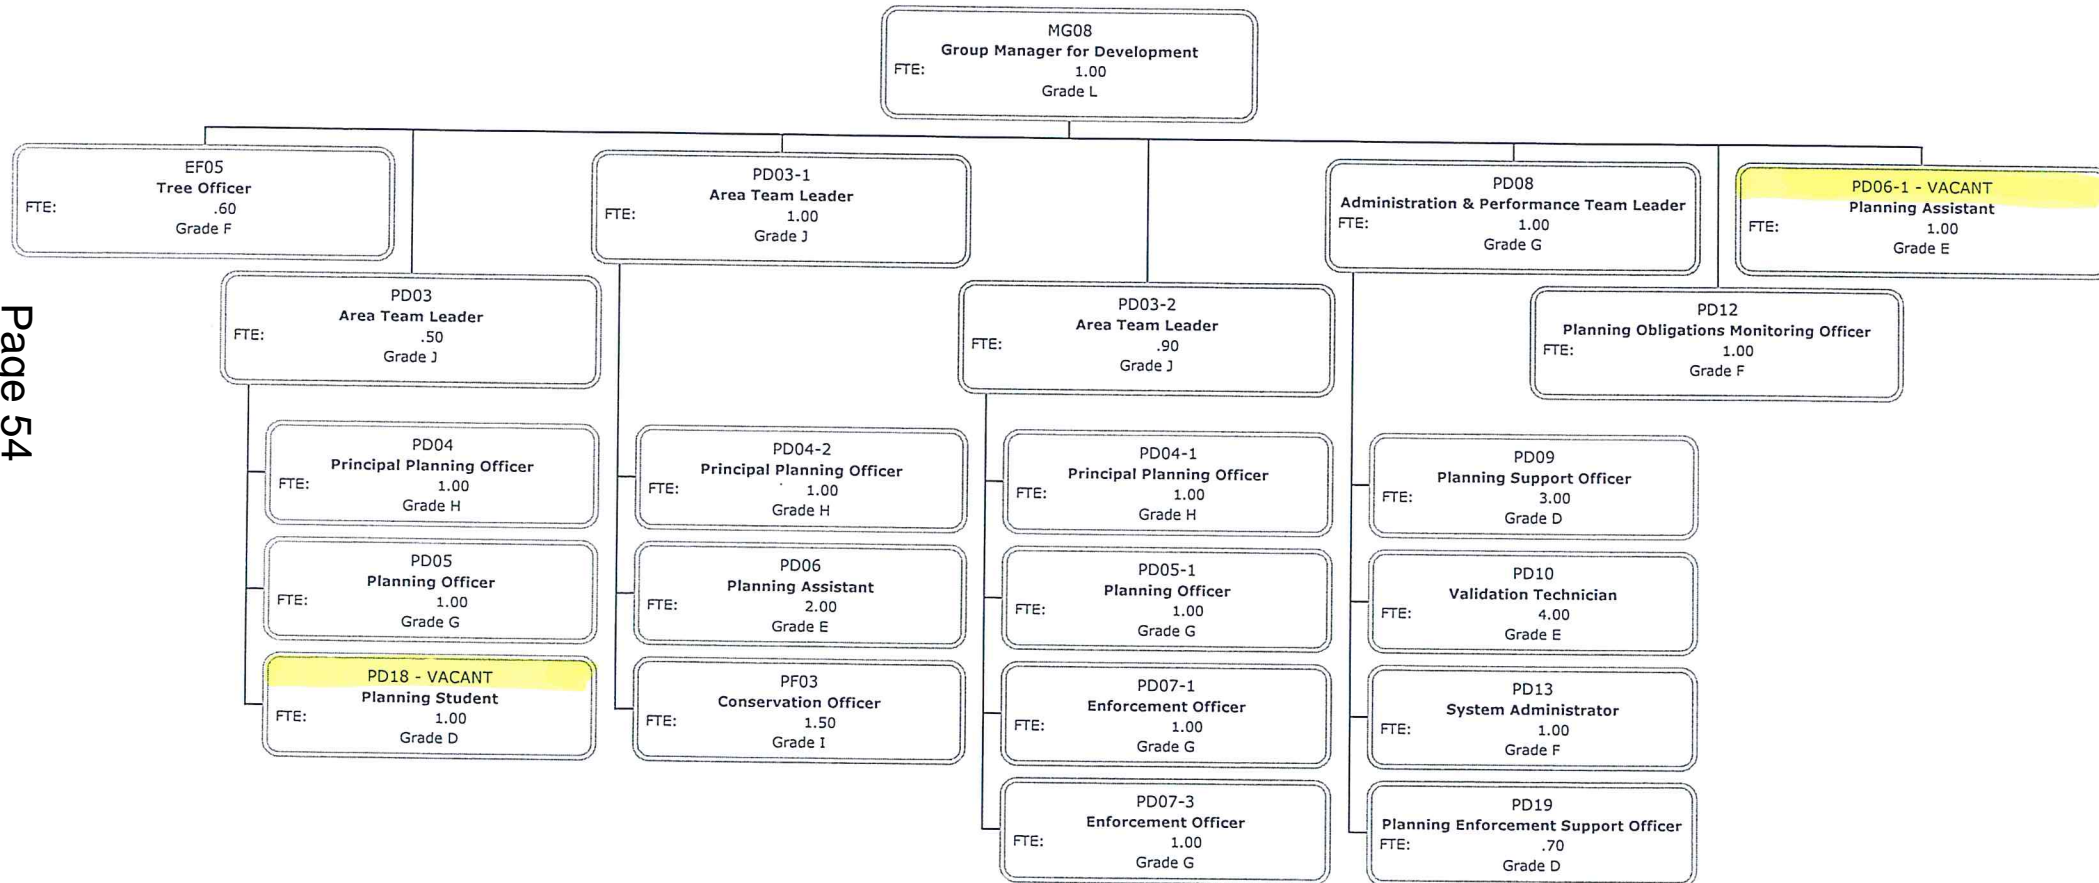 MG08
Group Manager for Development
FTE: 1.00
Grade L
EF05
Tree Officer
FTE: .60
Grade F
PD03-1
Area Team Leader
FTE: 1.00
Grade J
PD08
Administration & Performance Team Leader
FTE: 1.00
Grade G
PD06-1 - VACANT
Planning Assistant
FTE: 1.00
Grade E
PD03
Area Team Leader
FTE: .50
Grade J
PD03-2
Area Team Leader
FTE: .90
Grade J
PD12
Planning Obligations Monitoring Officer
FTE: 1.00
Grade F
PD04
Principal Planning Officer
FTE: 1.00
Grade H
PD05
Planning Officer
FTE: 1.00
Grade G
PD18 - VACANT
Planning Student
FTE: 1.00
Grade D
PD04-2
Principal Planning Officer
FTE: 1.00
Grade H
PD06
Planning Assistant
FTE: 2.00
Grade E
PF03
Conservation Officer
FTE: 1.50
Grade I
PD04-1
Principal Planning Officer
FTE: 1.00
Grade H
PD05-1
Planning Officer
FTE: 1.00
Grade G
PD07-1
Enforcement Officer
FTE: 1.00
Grade G
PD07-3
Enforcement Officer
FTE: 1.00
Grade G
PD09
Planning Support Officer
FTE: 3.00
Grade D
PD10
Validation Technician
FTE: 4.00
Grade E
PD13
System Administrator
FTE: 1.00
Grade F
PD19
Planning Enforcement Support Officer
FTE: .70
Grade D
Page 54